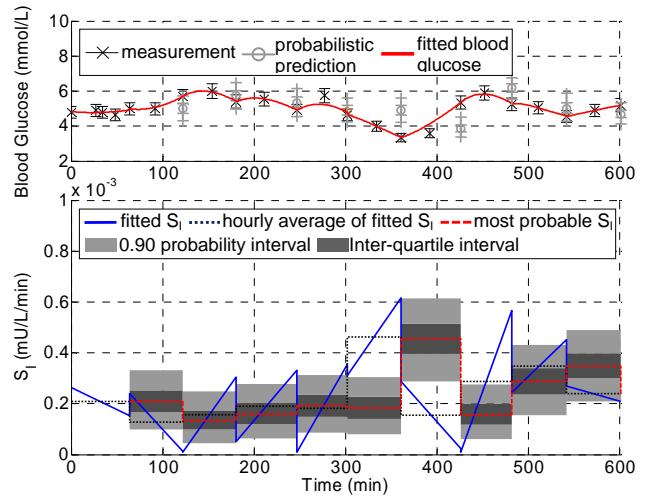 Blood Glucose (mmol/L)
10
8
6
4
2
measurement
probabilistic prediction
fitted blood glucose
0 100 200 300 400 500 600
x 10⁻³
1
0.8
0.6
0.4
0.2
0
S_I (mU/L/min)
fitted S_I
hourly average of fitted S_I
most probable S_I
0.90 probability interval
Inter-quartile interval
0 100 200 300 400 500 600
Time (min)